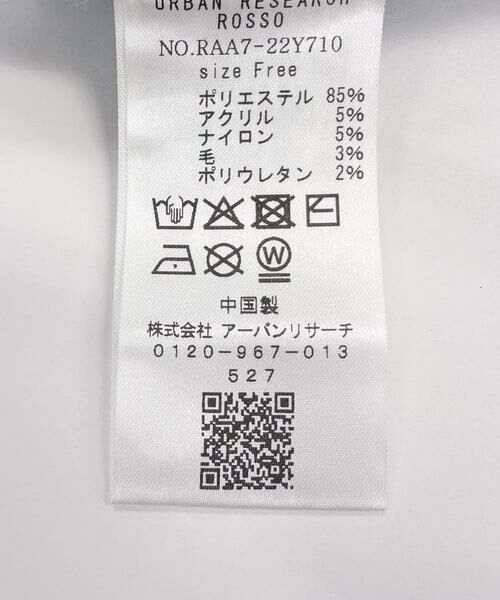 URBAN RESEARCH
ROSSO
NO.RAA7-22Y710
size Free
ポリエステル 85%
アクリル 5%
ナイロン 5%
毛 3%
ポリウレタン 2%
W
中国製
株式会社 アーバンリサーチ
0120-967-013
527